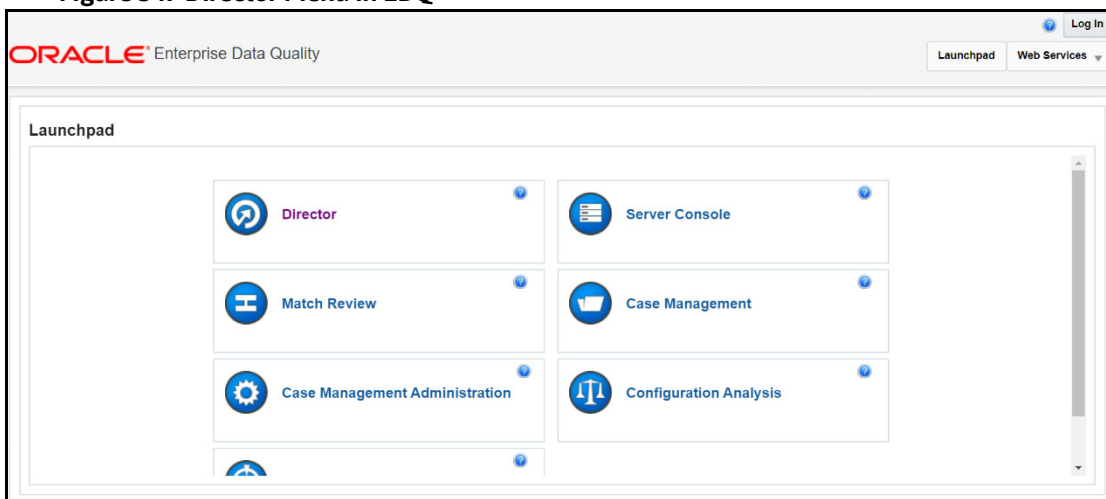 Log In
ORACLE Enterprise Data Quality
Launchpad Web Services
Launchpad
Director
Server Console
Match Review
Case Management
Case Management Administration
Configuration Analysis